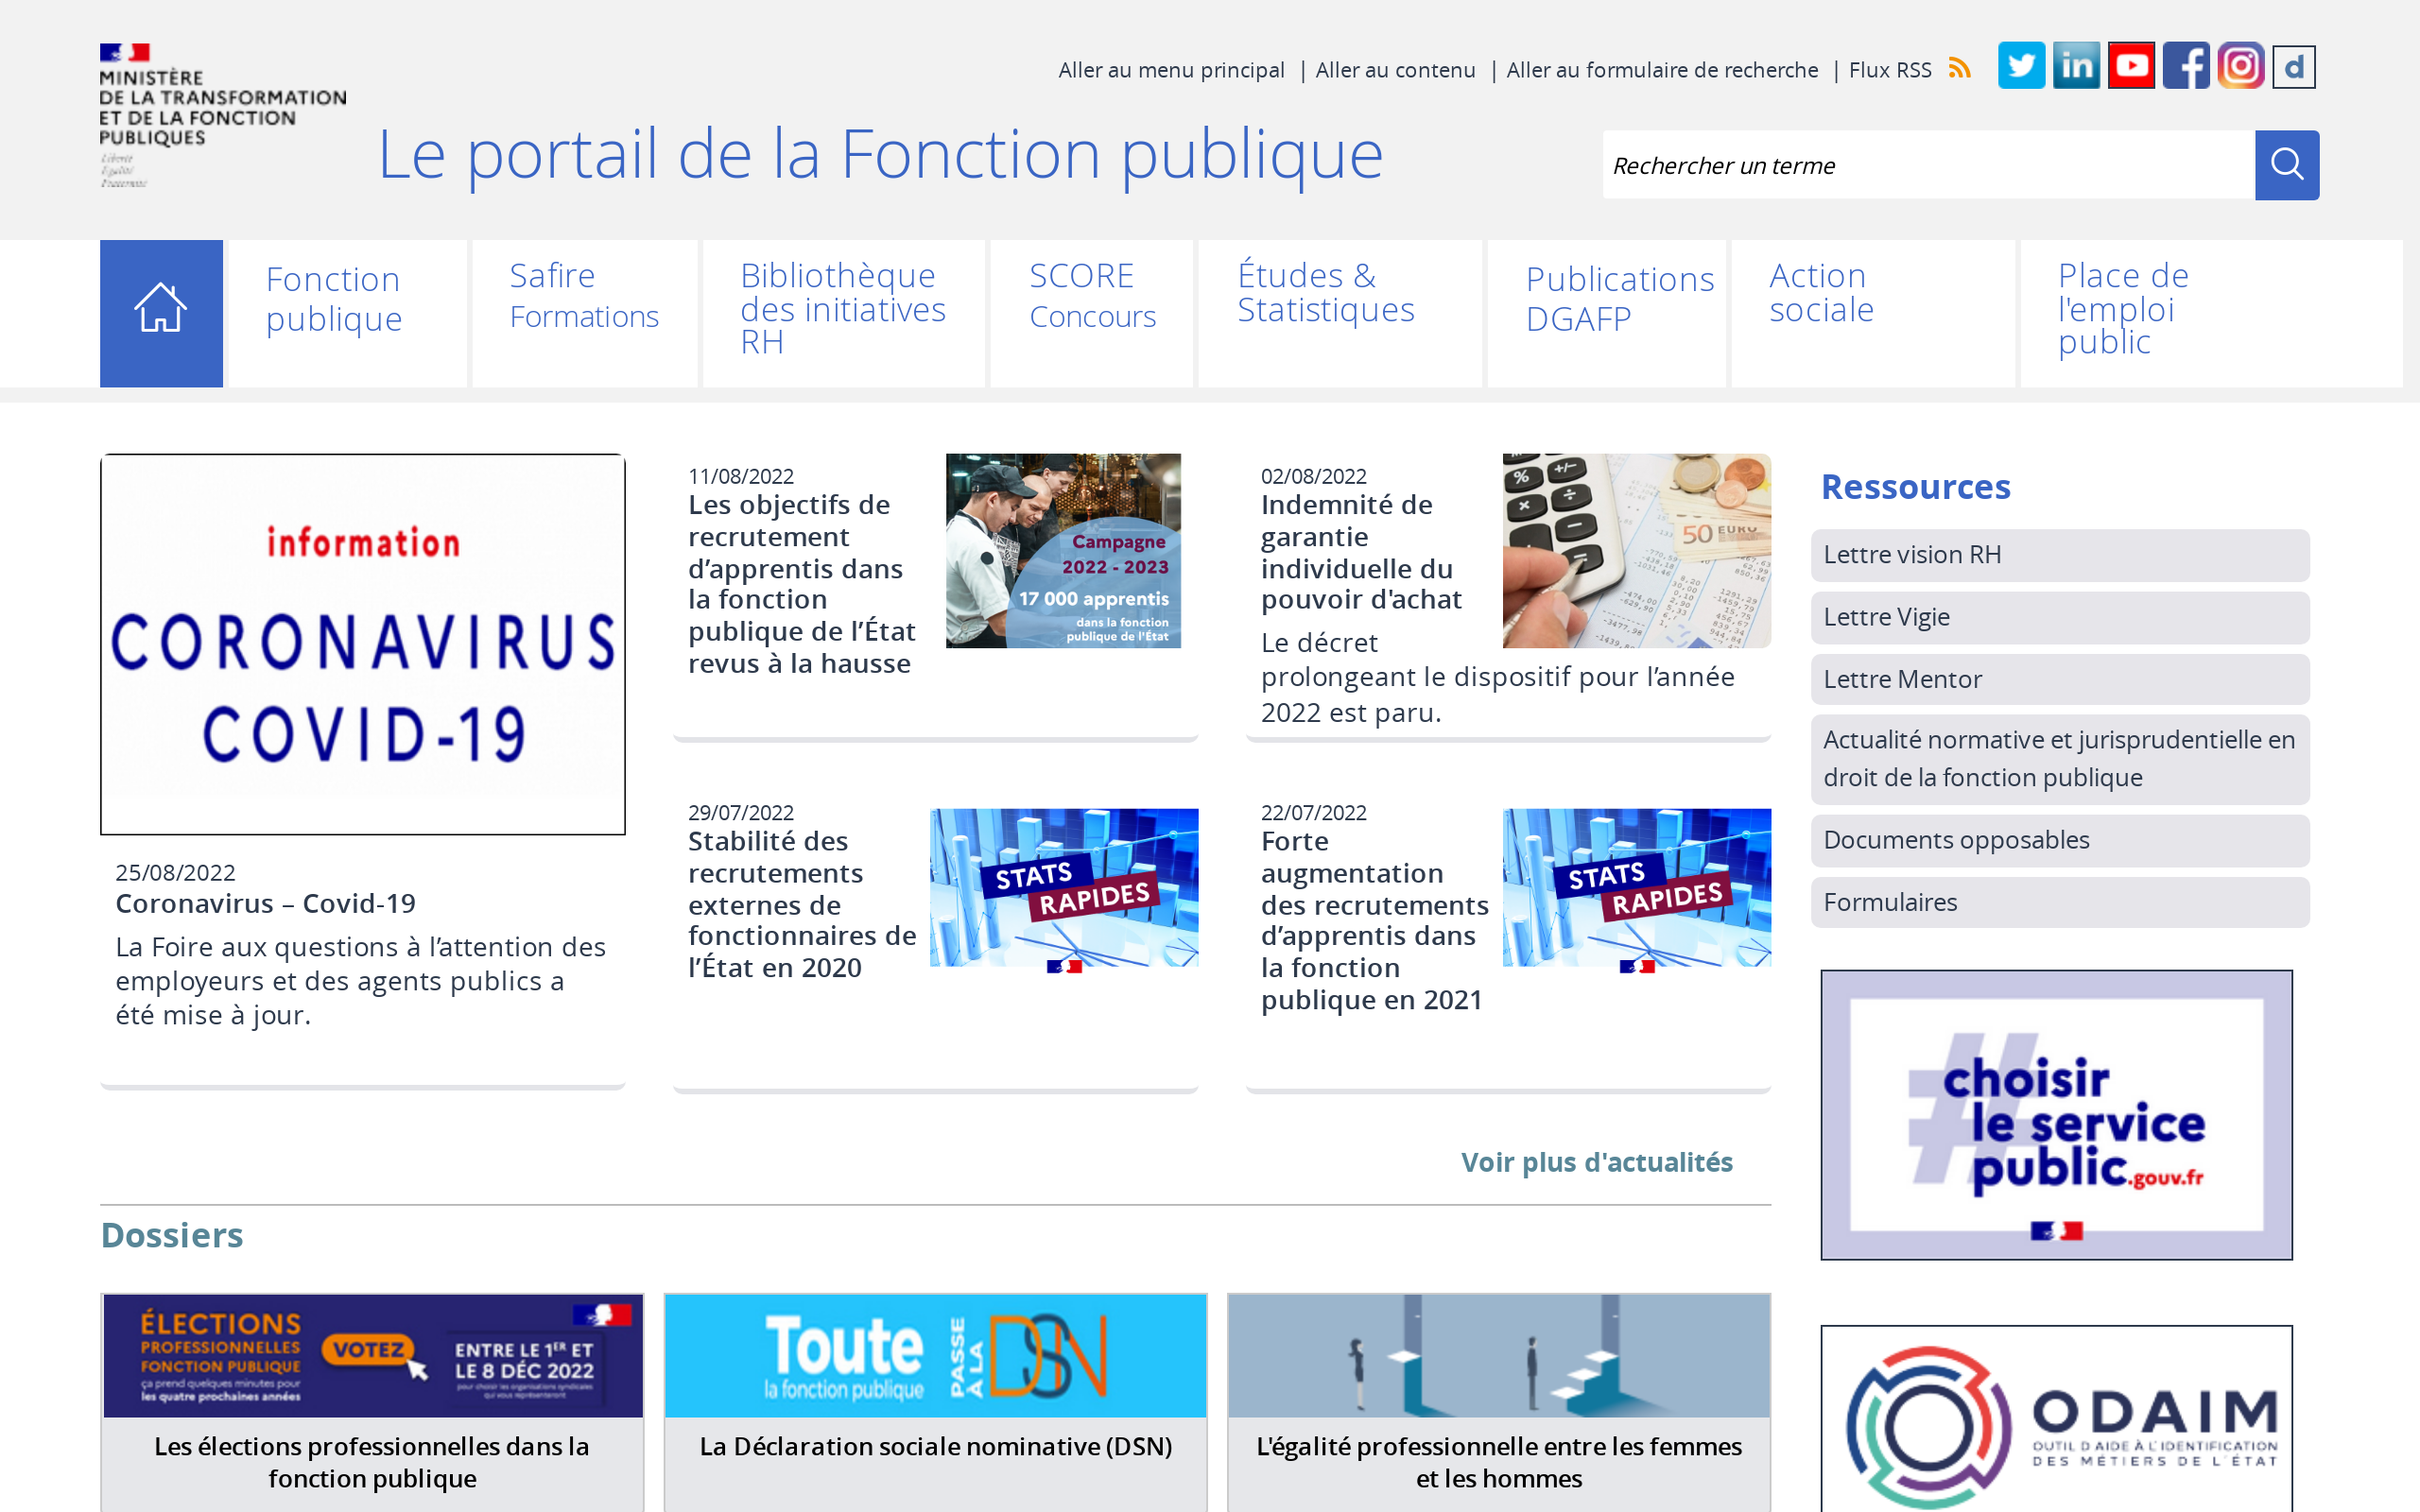 MINISTÈRE
DE LA TRANSFORMATION
ET DE LA FONCTION
PUBLIQUES
Liberté
Égalité
Fraternité
Aller au menu principal | Aller au contenu | Aller au formulaire de recherche | Flux RSS
Le portail de la Fonction publique
Rechercher un terme
Fonction
publique
Safire
Formations
Bibliothèque
des initiatives
RH
SCORE
Concours
Études &
Statistiques
Publications
DGAFP
Action
sociale
Place de
l'emploi
public
information
CORONAVIRUS
COVID-19
25/08/2022
Coronavirus – Covid-19
La Foire aux questions à l’attention des
employeurs et des agents publics a
été mise à jour.
11/08/2022
Les objectifs de
recrutement
d’apprentis dans
la fonction
publique de l’État
revus à la hausse
Campagne
2022 - 2023
17 000 apprentis
dans la fonction
publique de l'État
02/08/2022
Indemnité de
garantie
individuelle du
pouvoir d'achat
Le décret
prolongeant le dispositif pour l’année
2022 est paru.
50 EURO
29/07/2022
Stabilité des
recrutements
externes de
fonctionnaires de
l’État en 2020
STATS
RAPIDES
22/07/2022
Forte
augmentation
des recrutements
d’apprentis dans
la fonction
publique en 2021
STATS
RAPIDES
Voir plus d'actualités
Ressources
Lettre vision RH
Lettre Vigie
Lettre Mentor
Actualité normative et jurisprudentielle en
droit de la fonction publique
Documents opposables
Formulaires
#
choisir
le service
public.gouv.fr
Dossiers
ÉLECTIONS
PROFESSIONNELLES
FONCTION PUBLIQUE
ça prend quelques minutes pour
les quatre prochaines années
VOTEZ
ENTRE LE 1ER ET
LE 8 DÉC 2022
pour choisir les organisations syndicales
qui vous représenteront
Les élections professionnelles dans la
fonction publique
Toute
la fonction publique
PASSE
À LA
DSN
La Déclaration sociale nominative (DSN)
L'égalité professionnelle entre les femmes
et les hommes
ODAIM
OUTIL D'AIDE À L'IDENTIFICATION
DES MÉTIERS DE L'ÉTAT